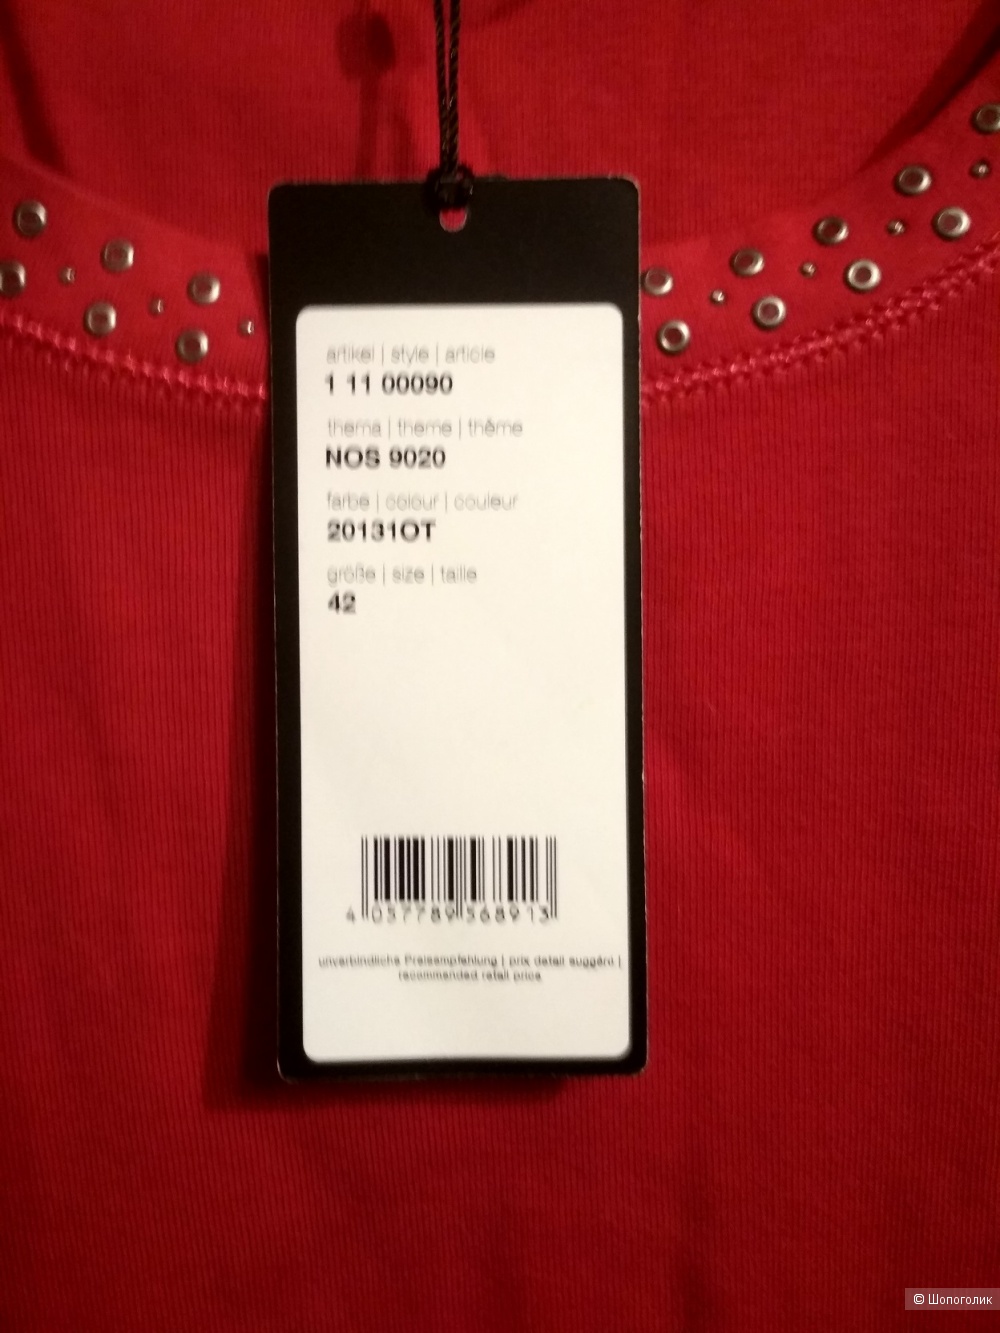 artikel | style | article
1 11 00090
thema | theme | thème
NOS 9020
farbe | colour | couleur
20131OT
größe | size | taille
42
4 057789 568913
unverbindliche Preisempfehlung | prix detail suggéré |
recommended retail price
© Шопоголик